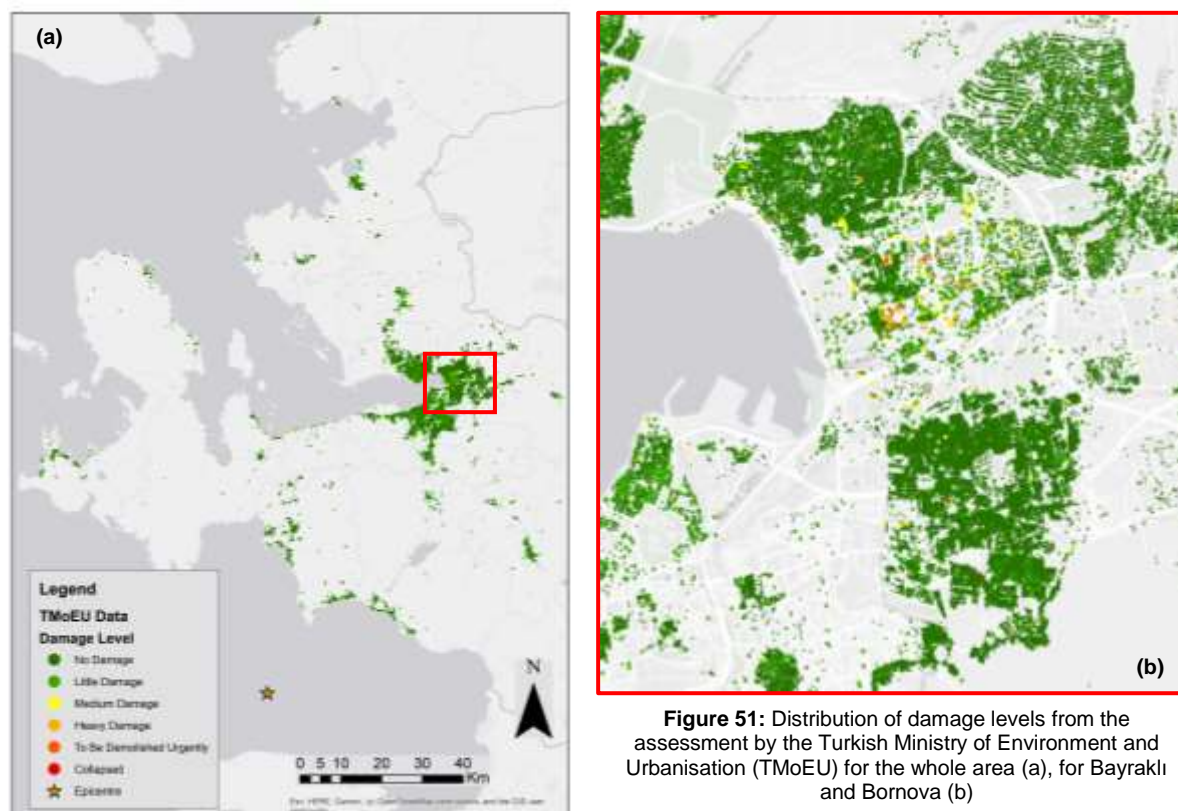 (a)
Legend
TMoEU Data
Damage Level
No Damage
Little Damage
Medium Damage
Heavy Damage
To Be Demolished Urgently
Collapsed
Epicentre
N
0 5 10 20 30 40
Km
(b)
Figure 51: Distribution of damage levels from the
assessment by the Turkish Ministry of Environment and
Urbanisation (TMoEU) for the whole area (a), for Bayraklı
and Bornova (b)